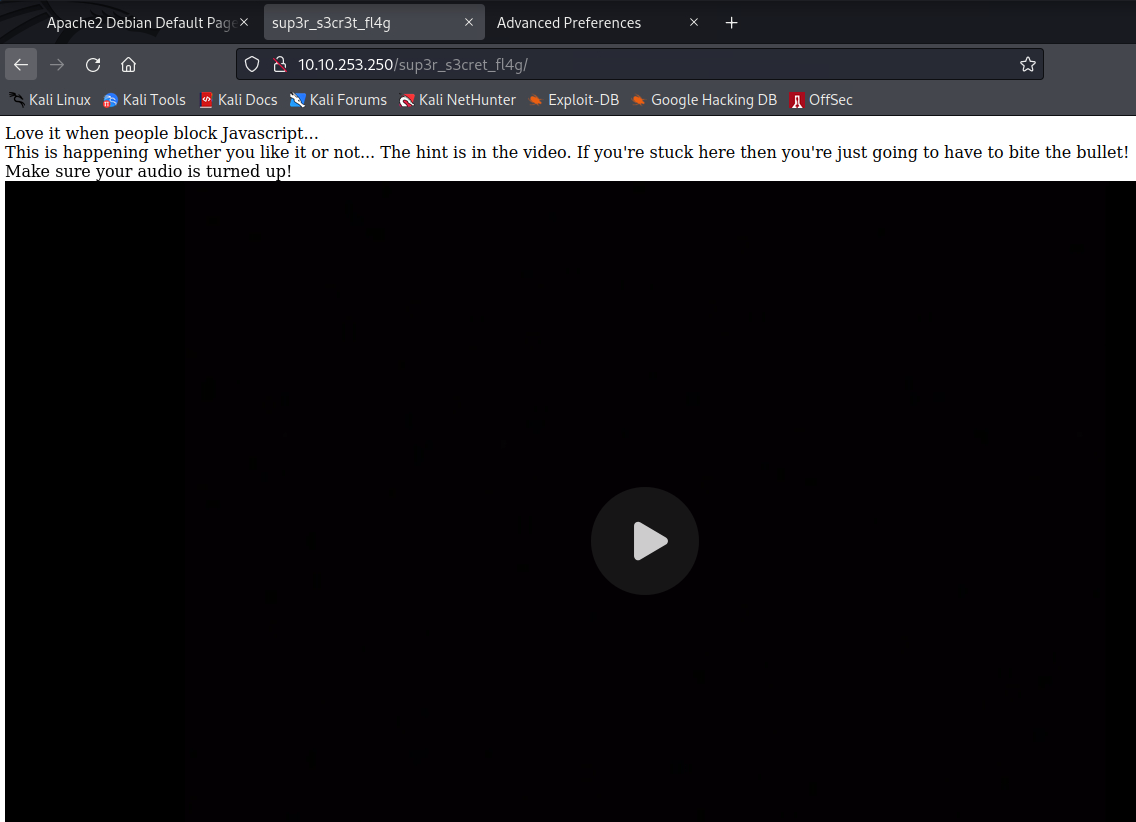 Apache2 Debian Default Page
sup3r_s3cr3t_fl4g
Advanced Preferences
10.10.253.250/sup3r_s3cret_fl4g/
Kali Linux Kali Tools Kali Docs Kali Forums Kali NetHunter Exploit-DB Google Hacking DB OffSec
Love it when people block Javascript...
This is happening whether you like it or not... The hint is in the video. If you're stuck here then you're just going to have to bite the bullet!
Make sure your audio is turned up!